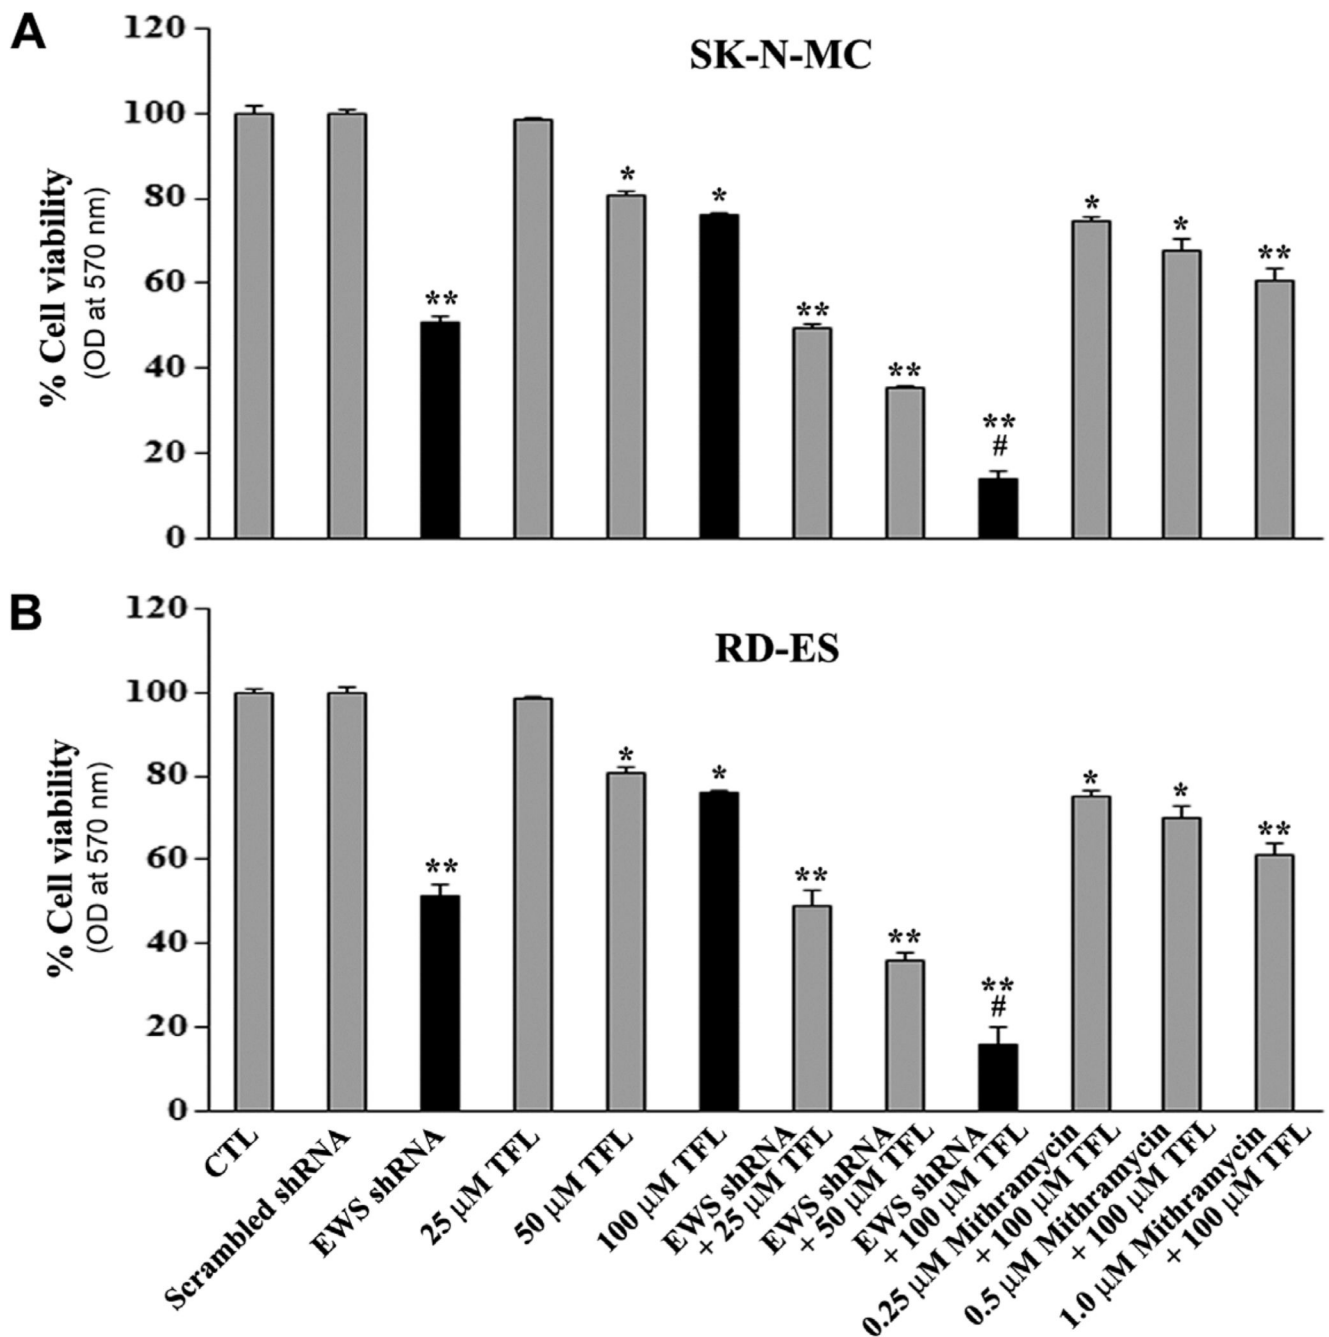 A
SK-N-MC
% Cell viability
(OD at 570 nm)
120
100
80
60
40
20
0
**
*
*
**
**
**
#
*
*
**
B
RD-ES
% Cell viability
(OD at 570 nm)
120
100
80
60
40
20
0
**
*
*
**
**
**
#
*
*
**
CTL
Scrambled shRNA
EWS shRNA
25 μM TFL
50 μM TFL
100 μM TFL
EWS shRNA
+ 25 μM TFL
EWS shRNA
+ 50 μM TFL
EWS shRNA
+ 100 μM TFL
0.25 μM Mithramycin
+ 100 μM TFL
0.5 μM Mithramycin
+ 100 μM TFL
1.0 μM Mithramycin
+ 100 μM TFL